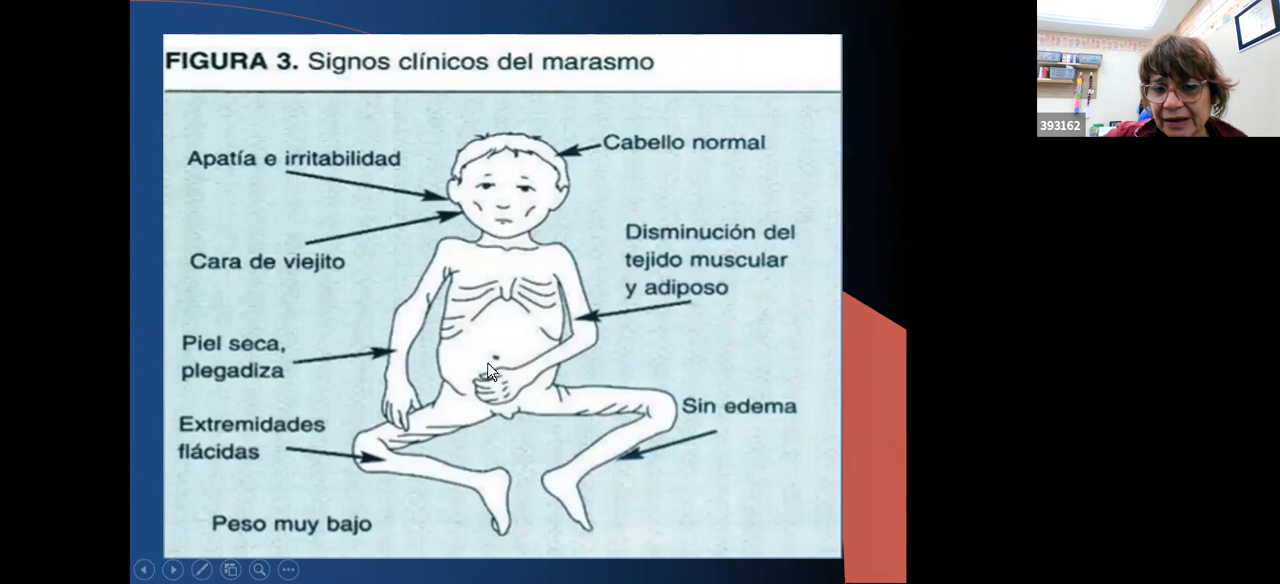 FIGURA 3. Signos clínicos del marasmo
Cabello normal
Apatía e irritabilidad
Cara de viejito
Disminución del
tejido muscular
y adiposo
Piel seca,
plegadiza
Sin edema
Extremidades
flácidas
Peso muy bajo
393162